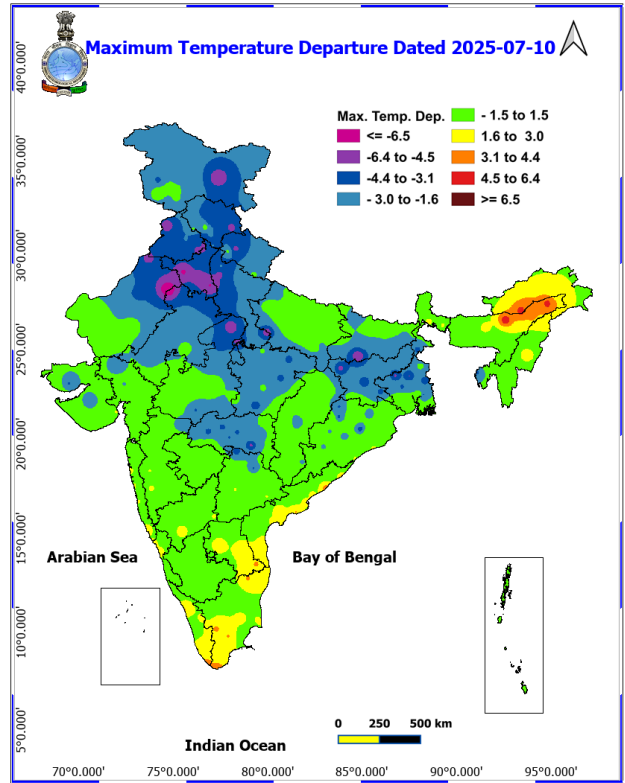 Maximum Temperature Departure Dated 2025-07-10
Max. Temp. Dep.
<= -6.5
-6.4 to -4.5
-4.4 to -3.1
- 3.0 to -1.6
- 1.5 to 1.5
1.6 to 3.0
3.1 to 4.4
4.5 to 6.4
>= 6.5
40°0.000'
35°0.000'
30°0.000'
25°0.000'
20°0.000'
15°0.000'
10°0.000'
5°0.000'
Arabian Sea
Bay of Bengal
Indian Ocean
0 250 500 km
70°0.000' 75°0.000' 80°0.000' 85°0.000' 90°0.000' 95°0.000'